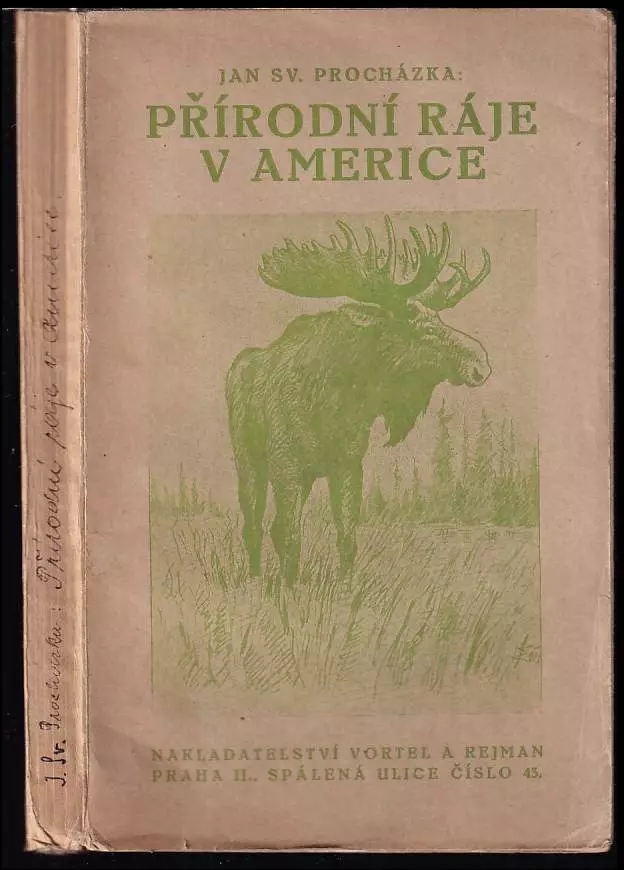 JAN SV. PROCHÁZKA:
PŘÍRODNÍ RÁJE
V AMERICE
NAKLADATELSTVÍ VORTEL A REJMAN
PRAHA II., SPÁLENÁ ULICE ČÍSLO 43.
J. Sv. Procházka: Přírodní ráje v Americe.